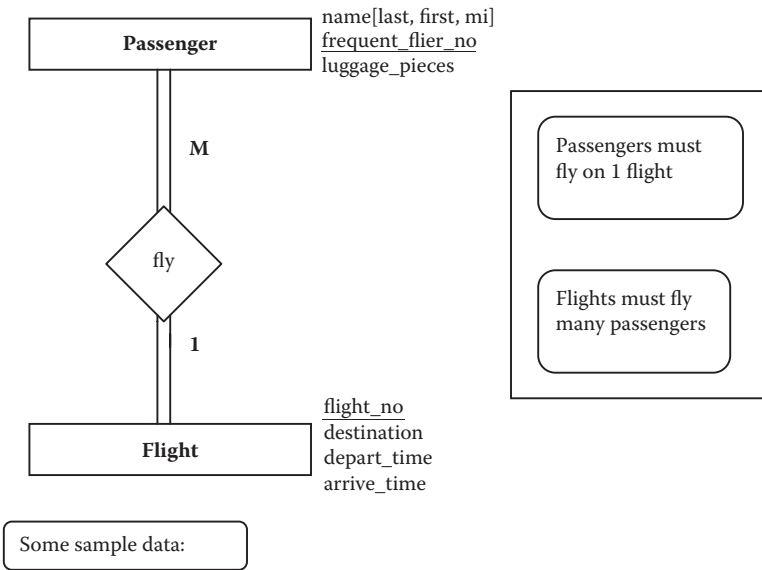 name[last, first, mi]
Passenger
frequent_flier_no
luggage_pieces
M
Passengers must
fly on 1 flight
fly
Flights must fly
many passengers
1
flight_no
destination
Flight
depart_time
arrive_time
Some sample data: